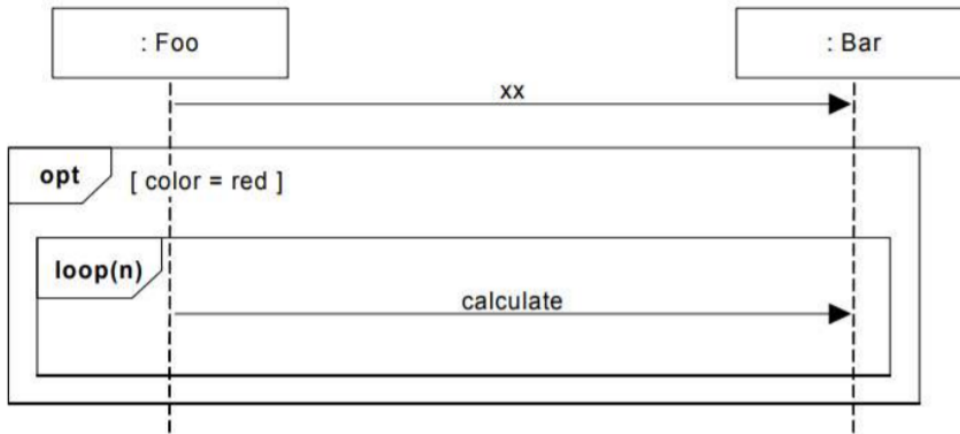 : Foo
: Bar
xx
opt
[ color = red ]
loop(n)
calculate